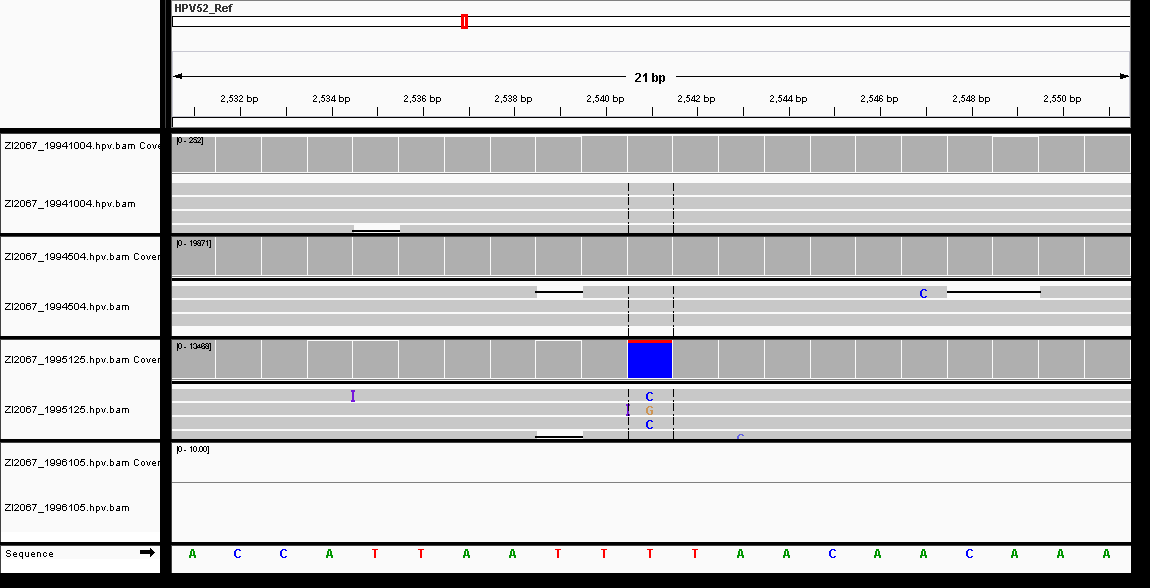 HPV52_Ref
21 bp
2,532 bp 2,534 bp 2,536 bp 2,538 bp 2,540 bp 2,542 bp 2,544 bp 2,546 bp 2,548 bp 2,550 bp
ZI2067_19941004.hpv.bam Cove
[0 - 252]
ZI2067_19941004.hpv.bam
ZI2067_1994504.hpv.bam Cover
[0 - 19871]
ZI2067_1994504.hpv.bam
C
ZI2067_1995125.hpv.bam Cover
[0 - 13468]
I C
ZI2067_1995125.hpv.bam
I G
C
C
ZI2067_1996105.hpv.bam Cover
[0 - 10.00]
ZI2067_1996105.hpv.bam
Sequence A C C A T T A A T T T T A A C A A C A A A